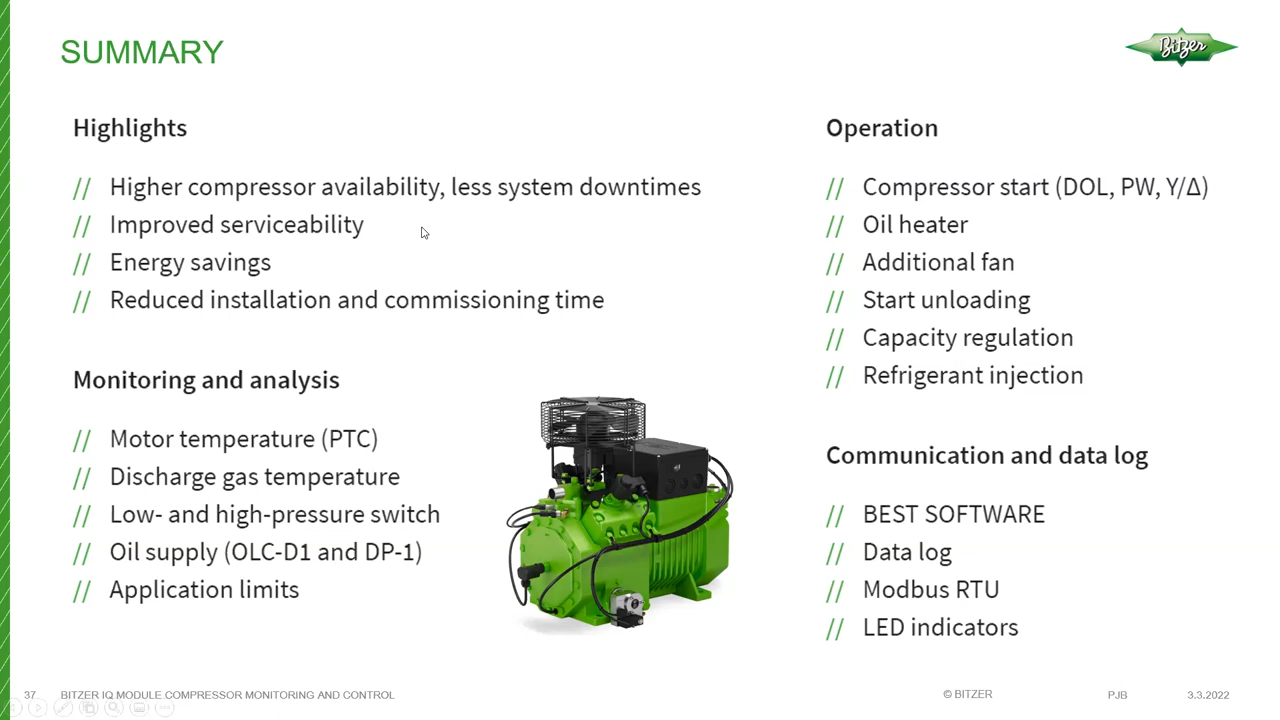 SUMMARY
Bitzer
Highlights
// Higher compressor availability, less system downtimes
// Improved serviceability
// Energy savings
// Reduced installation and commissioning time
Monitoring and analysis
// Motor temperature (PTC)
// Discharge gas temperature
// Low- and high-pressure switch
// Oil supply (OLC-D1 and DP-1)
// Application limits
Operation
// Compressor start (DOL, PW, Y/Δ)
// Oil heater
// Additional fan
// Start unloading
// Capacity regulation
// Refrigerant injection
Communication and data log
// BEST SOFTWARE
// Data log
// Modbus RTU
// LED indicators
37 BITZER IQ MODULE COMPRESSOR MONITORING AND CONTROL © BITZER PJB 3.3.2022